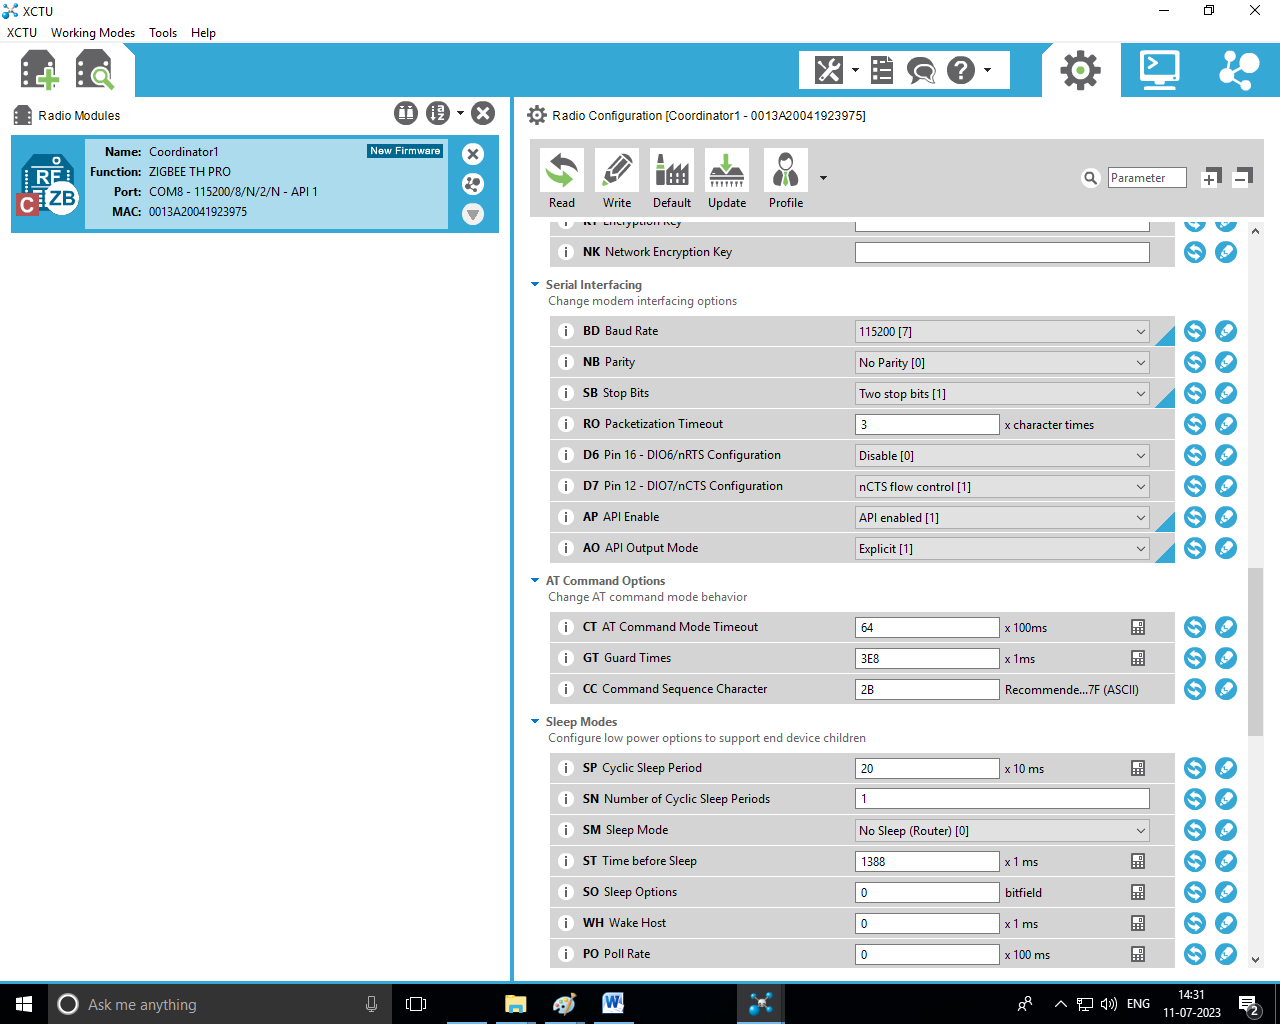 XCTU
XCTU Working Modes Tools Help
Radio Modules
Name: Coordinator1
New Firmware
Function: ZIGBEE TH PRO
Port: COM8 - 115200/8/N/2/N - API 1
MAC: 0013A20041923975
RF
ZB
C
Radio Configuration [Coordinator1 - 0013A20041923975]
Read Write Default Update Profile
Parameter
KY Encryption Key
NK Network Encryption Key
Serial Interfacing
Change modem interfacing options
BD Baud Rate 115200 [7]
NB Parity No Parity [0]
SB Stop Bits Two stop bits [1]
RO Packetization Timeout 3 x character times
D6 Pin 16 - DIO6/nRTS Configuration Disable [0]
D7 Pin 12 - DIO7/nCTS Configuration nCTS flow control [1]
AP API Enable API enabled [1]
AO API Output Mode Explicit [1]
AT Command Options
Change AT command mode behavior
CT AT Command Mode Timeout 64 x 100ms
GT Guard Times 3E8 x 1ms
CC Command Sequence Character 2B Recommende...7F (ASCII)
Sleep Modes
Configure low power options to support end device children
SP Cyclic Sleep Period 20 x 10 ms
SN Number of Cyclic Sleep Periods 1
SM Sleep Mode No Sleep (Router) [0]
ST Time before Sleep 1388 x 1 ms
SO Sleep Options 0 bitfield
WH Wake Host 0 x 1 ms
PO Poll Rate 0 x 100 ms
Ask me anything
ENG
14:31
11-07-2023
2